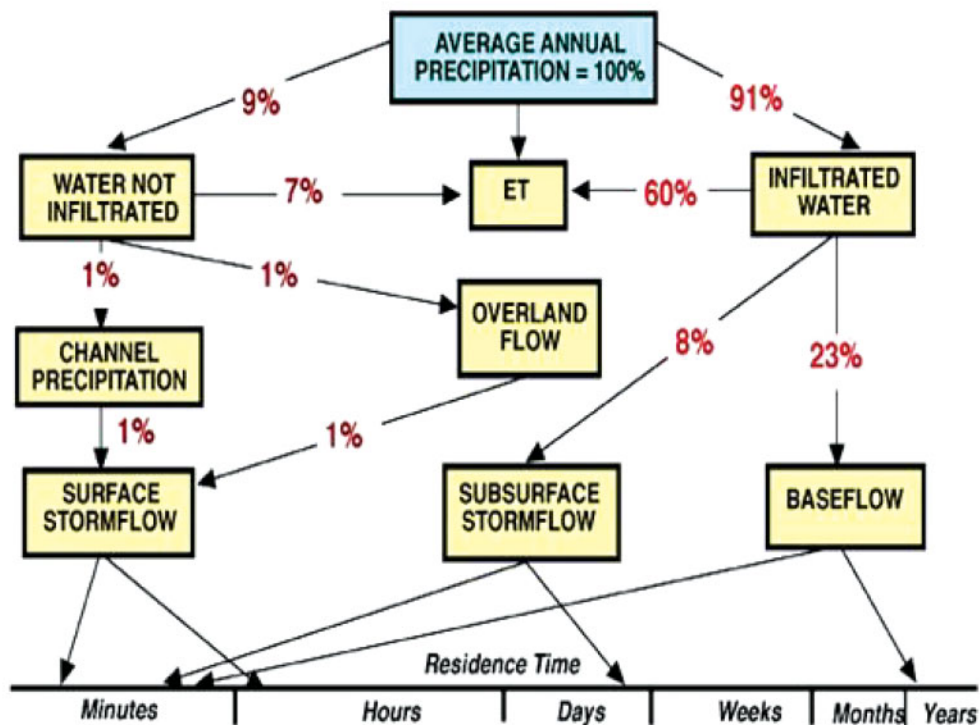 AVERAGE ANNUAL
PRECIPITATION = 100%
9%
91%
WATER NOT
INFILTRATED
7%
ET
60%
INFILTRATED
WATER
1%
1%
OVERLAND
FLOW
8%
23%
CHANNEL
PRECIPITATION
1%
1%
SURFACE
STORMFLOW
SUBSURFACE
STORMFLOW
BASEFLOW
Residence Time
Minutes
Hours
Days
Weeks
Months
Years